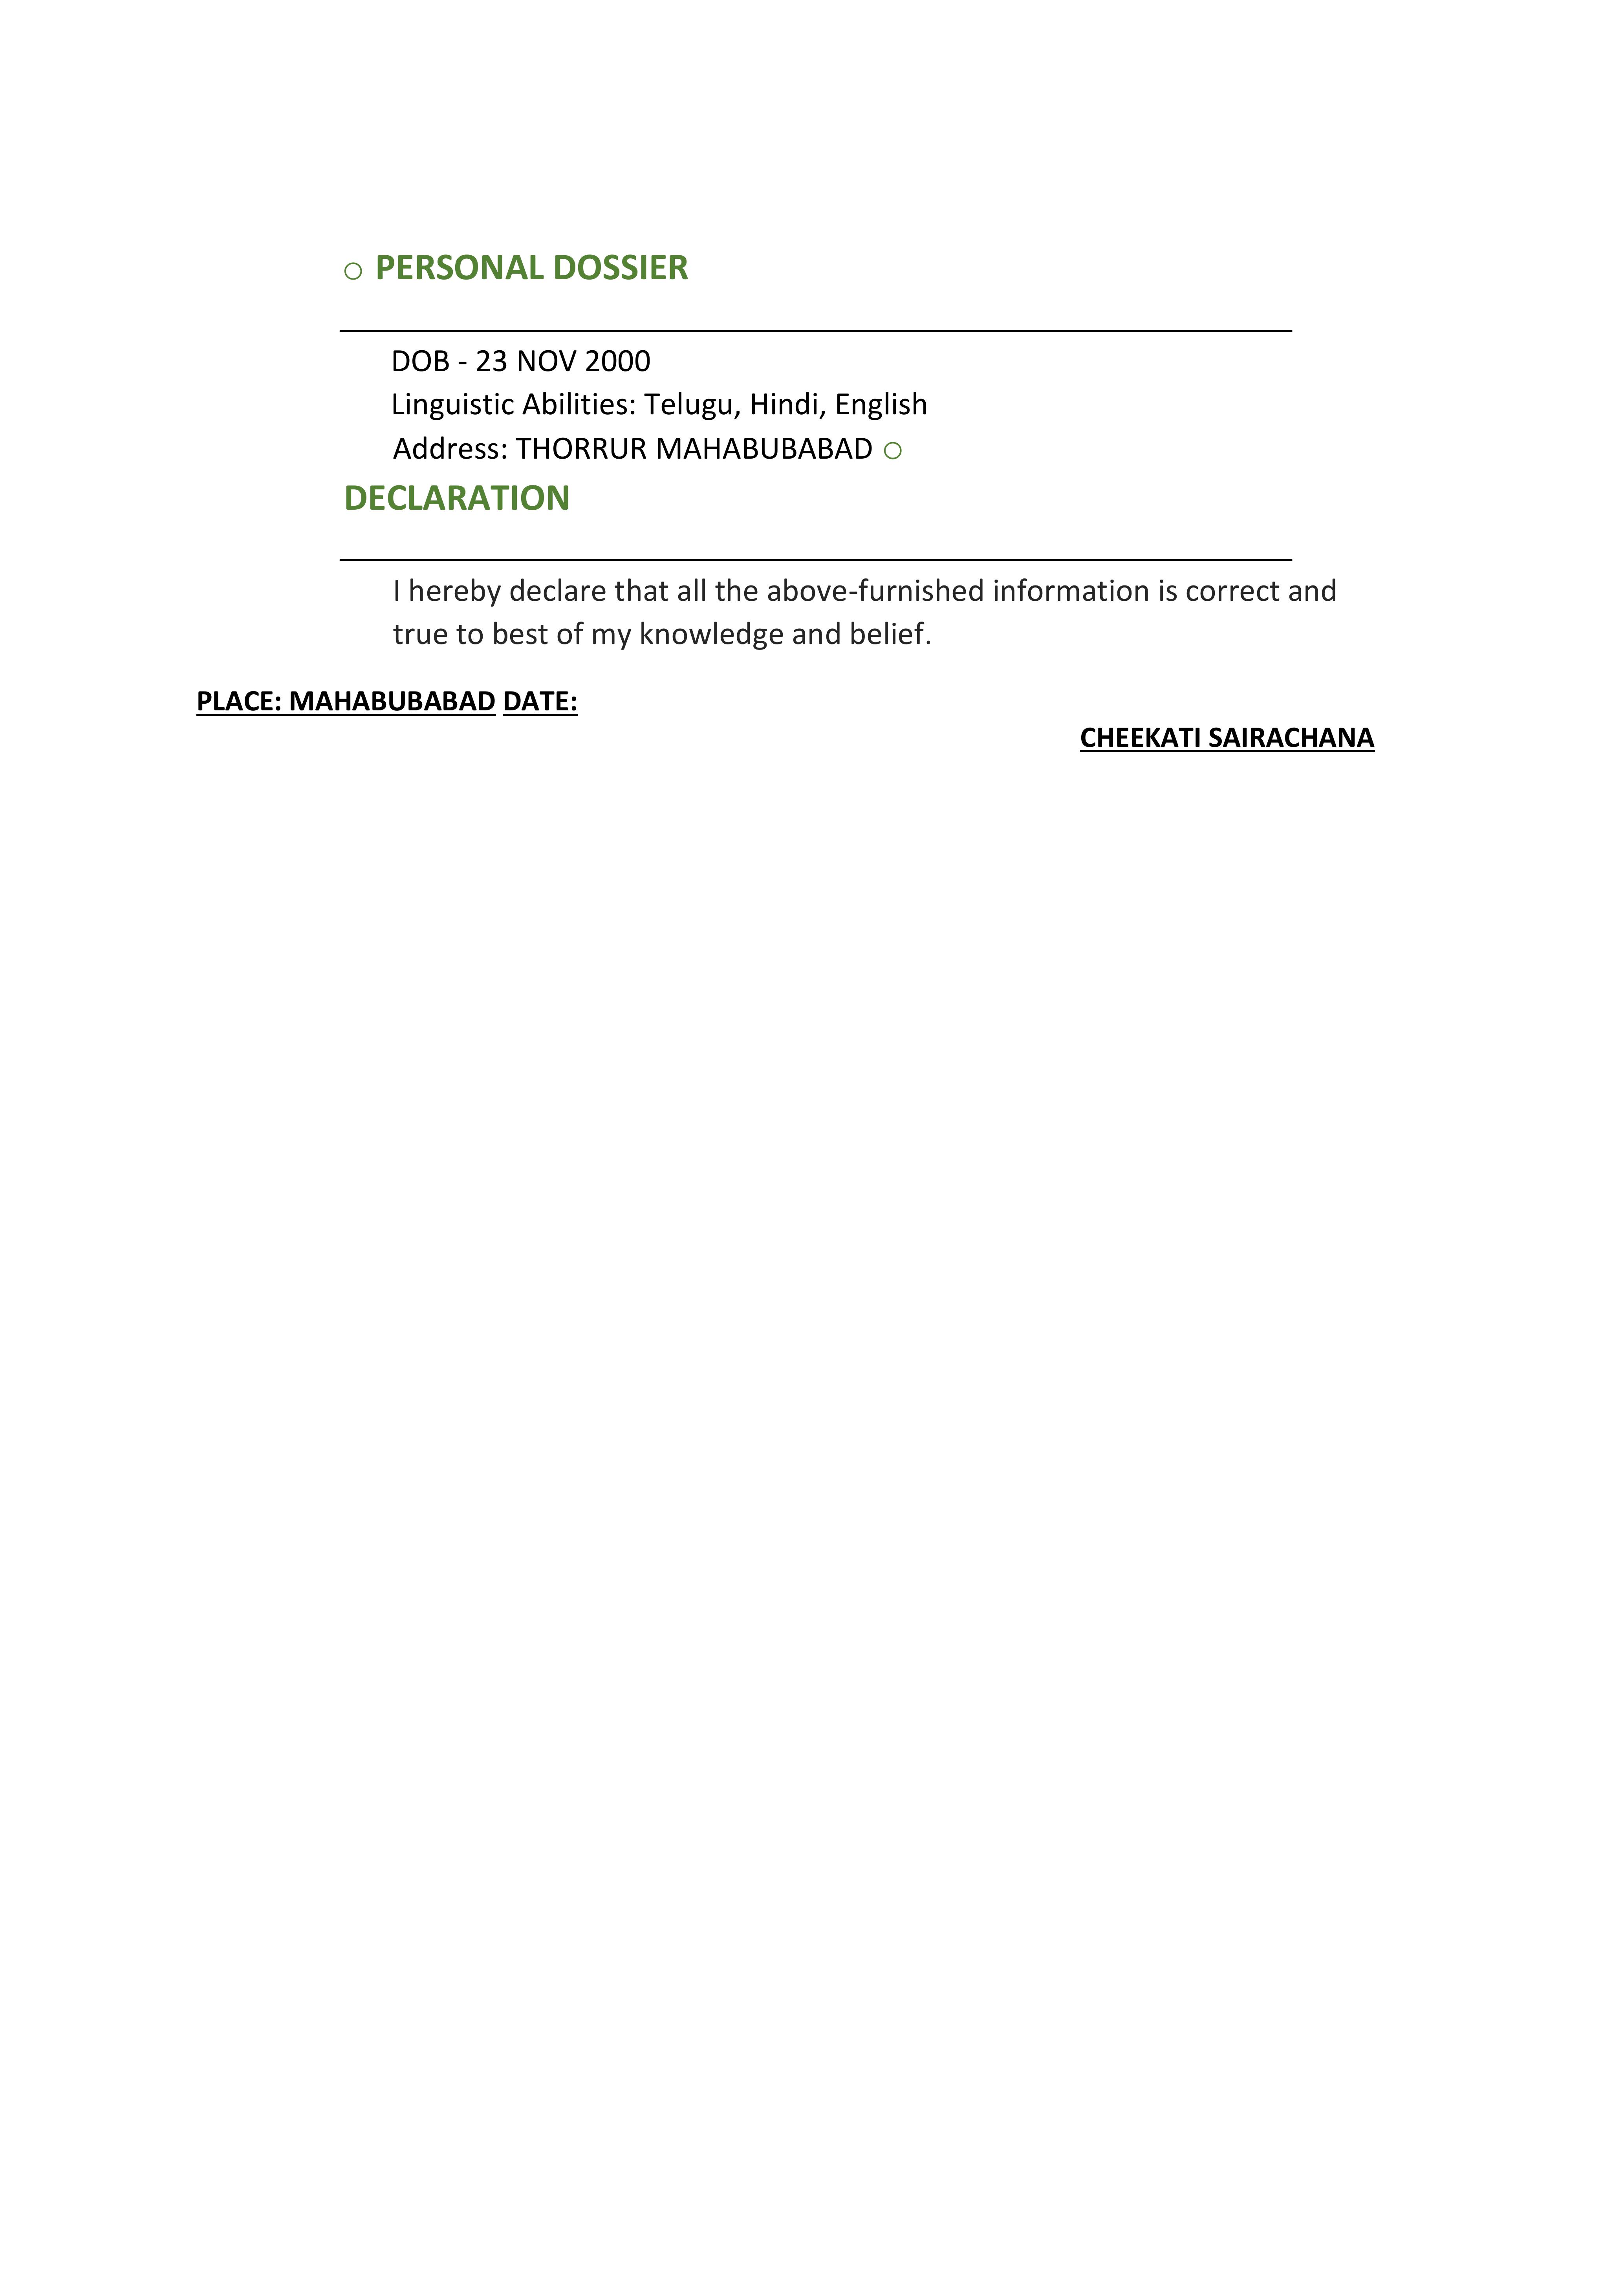 ○ PERSONAL DOSSIER
DOB - 23 NOV 2000
Linguistic Abilities: Telugu, Hindi, English
Address: THORRUR MAHABUBABAD ○
DECLARATION
I hereby declare that all the above-furnished information is correct and
true to best of my knowledge and belief.
PLACE: MAHABUBABAD DATE:
CHEEKATI SAIRACHANA